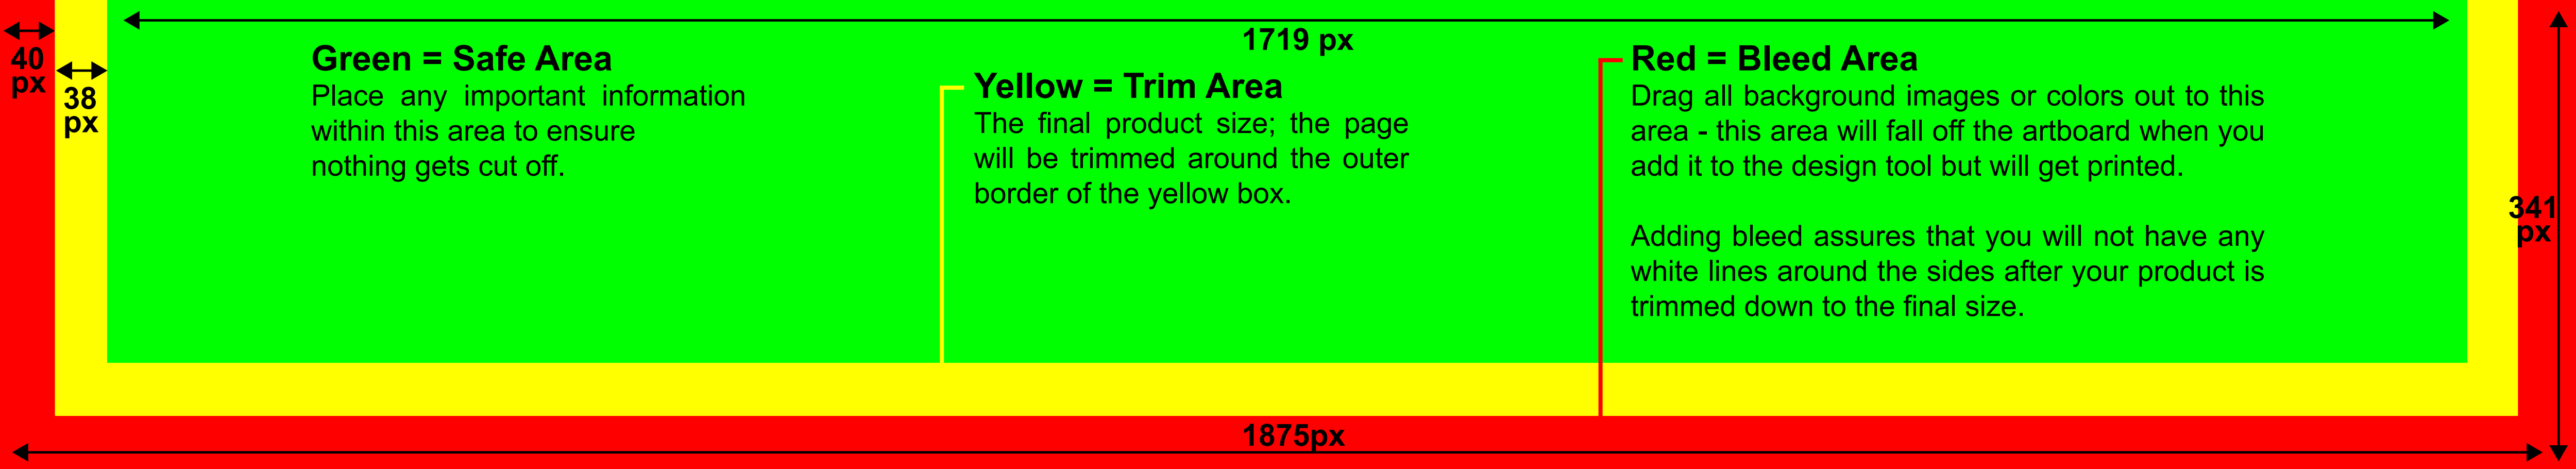 1719 px
40
px
38
px
Green = Safe Area
Place any important information
within this area to ensure
nothing gets cut off.
Yellow = Trim Area
The final product size; the page
will be trimmed around the outer
border of the yellow box.
Red = Bleed Area
Drag all background images or colors out to this
area - this area will fall off the artboard when you
add it to the design tool but will get printed.
Adding bleed assures that you will not have any
white lines around the sides after your product is
trimmed down to the final size.
341
px
1875px